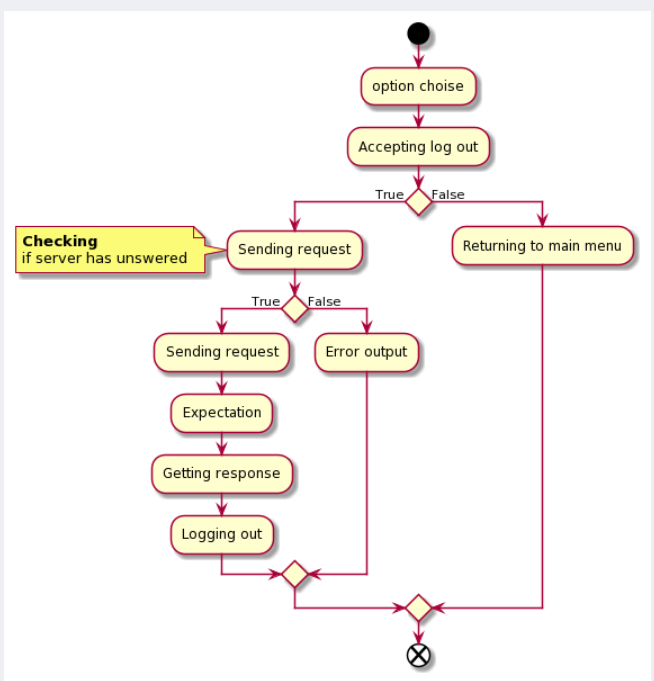 option choise
Accepting log out
True
False
Checking
if server has unswered
Sending request
Returning to main menu
True
False
Sending request
Error output
Expectation
Getting response
Logging out